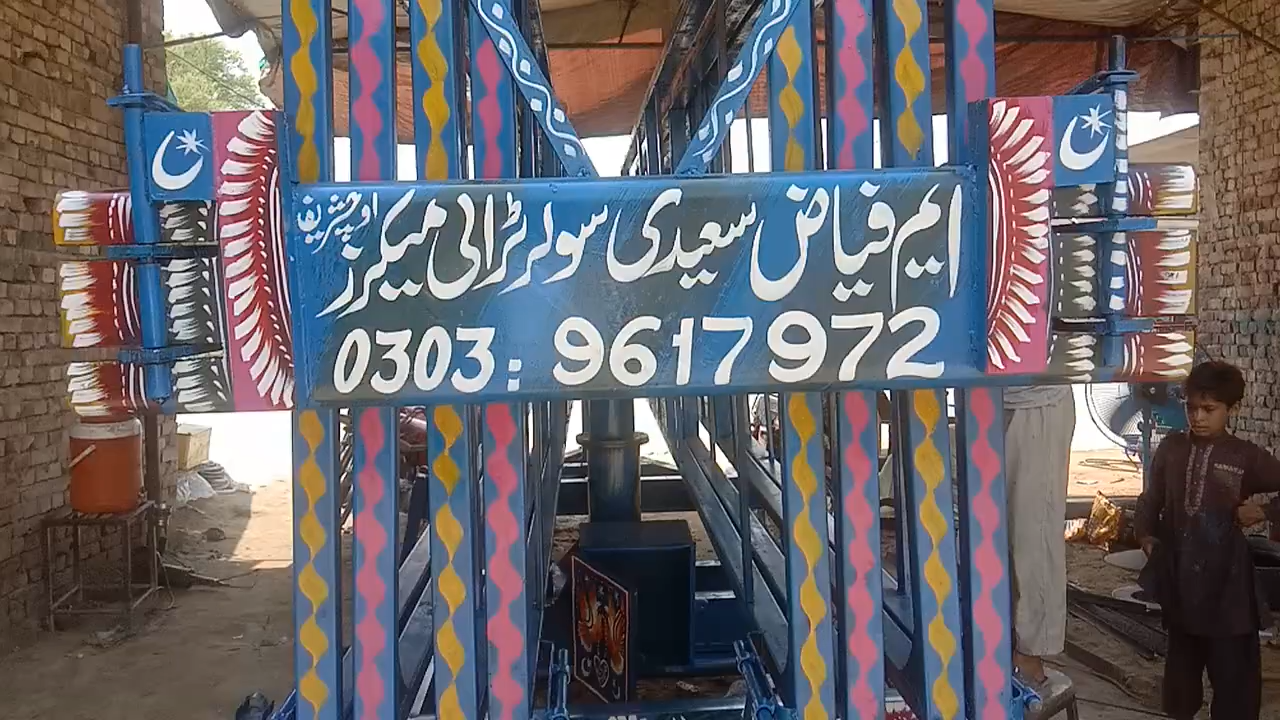 ایم فیاض سعیدی سولر ٹرالی میکرز اوچشریف
0303: 9617972